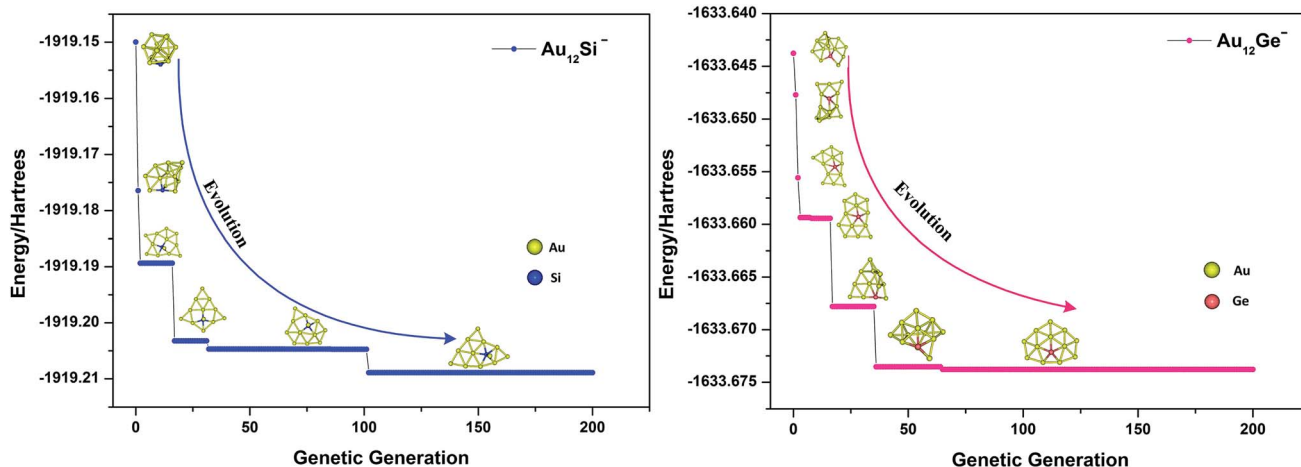 -1919.15
-1919.16
-1919.17
-1919.18
-1919.19
-1919.20
-1919.21
Energy/Hartrees
0
50
100
150
200
Genetic Generation
Au12Si⁻
Evolution
Au
Si
-1633.640
-1633.645
-1633.650
-1633.655
-1633.660
-1633.665
-1633.670
-1633.675
Energy/Hartrees
0
50
100
150
200
Genetic Generation
Au12Ge⁻
Evolution
Au
Ge